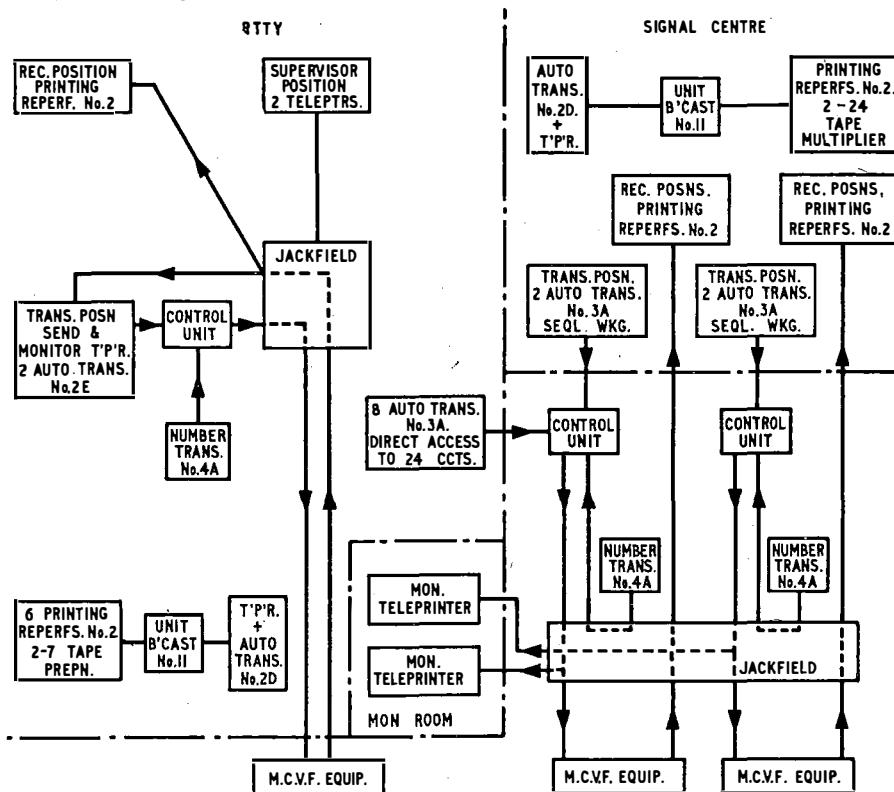 RTTY
SIGNAL CENTRE
REC. POSITION
PRINTING
REPERF. No.2
SUPERVISOR
POSITION
2 TELEPTRS.
AUTO
TRANS.
No.2D.
+
T'P'R.
UNIT
B'CAST
No.11
PRINTING
REPERFS. No.2.
2-24
TAPE
MULTIPLIER
REC. POSNS.
PRINTING
REPERFS. No.2
REC. POSNS,
PRINTING
REPERFS. No.2
JACKFIELD
TRANS. POSN,
2 AUTO TRANS.
No.3A
SEQL. WKG.
TRANS. POSN.
2 AUTO TRANS.
No.3A
SEQL. WKG.
TRANS. POSN
SEND &
MONITOR T'P'R.
2 AUTO TRANS.
No.2E
CONTROL
UNIT
NUMBER
TRANS.
No.4A
8 AUTO TRANS.
No.3A.
DIRECT ACCESS
TO 24 CCTS.
CONTROL
UNIT
CONTROL
UNIT
NUMBER
TRANS.
No.4A
NUMBER
TRANS.
No.4A
6 PRINTING
REPERFS. No.2
2-7 TAPE
PREPN.
UNIT
B'CAST
No.11
T'P'R.
+
AUTO
TRANS.
No.2D
MON.
TELEPRINTER
MON.
TELEPRINTER
JACKFIELD
MON ROOM
M.C.V.F. EQUIP.
M.C.V.F. EQUIP.
M.C.V.F. EQUIP.